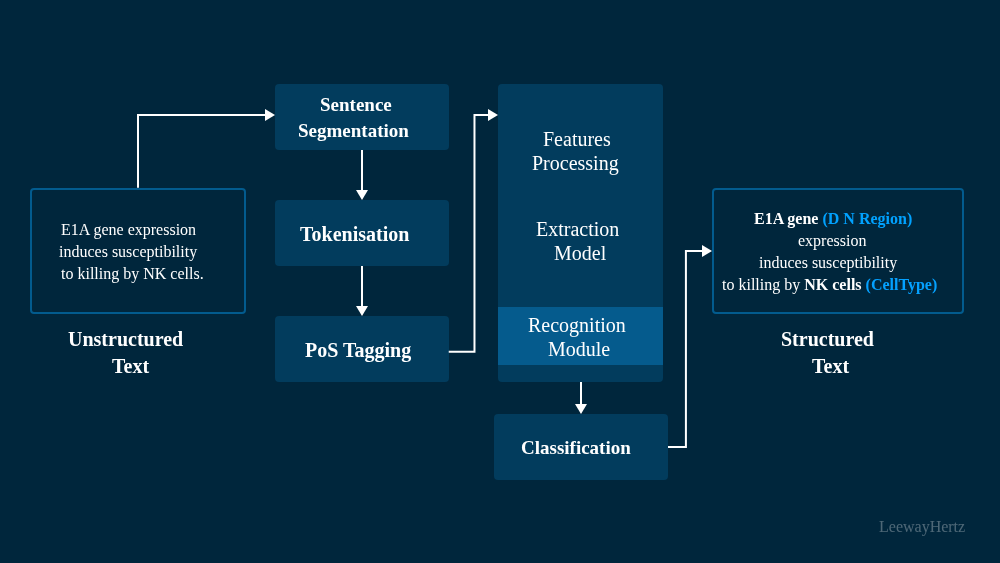 E1A gene expression
induces susceptibility
to killing by NK cells.
Unstructured
Text
Sentence
Segmentation
Tokenisation
PoS Tagging
Features
Processing
Extraction
Model
Recognition
Module
Classification
E1A gene (D N Region)
expression
induces susceptibility
to killing by NK cells (CellType)
Structured
Text
LeewayHertz